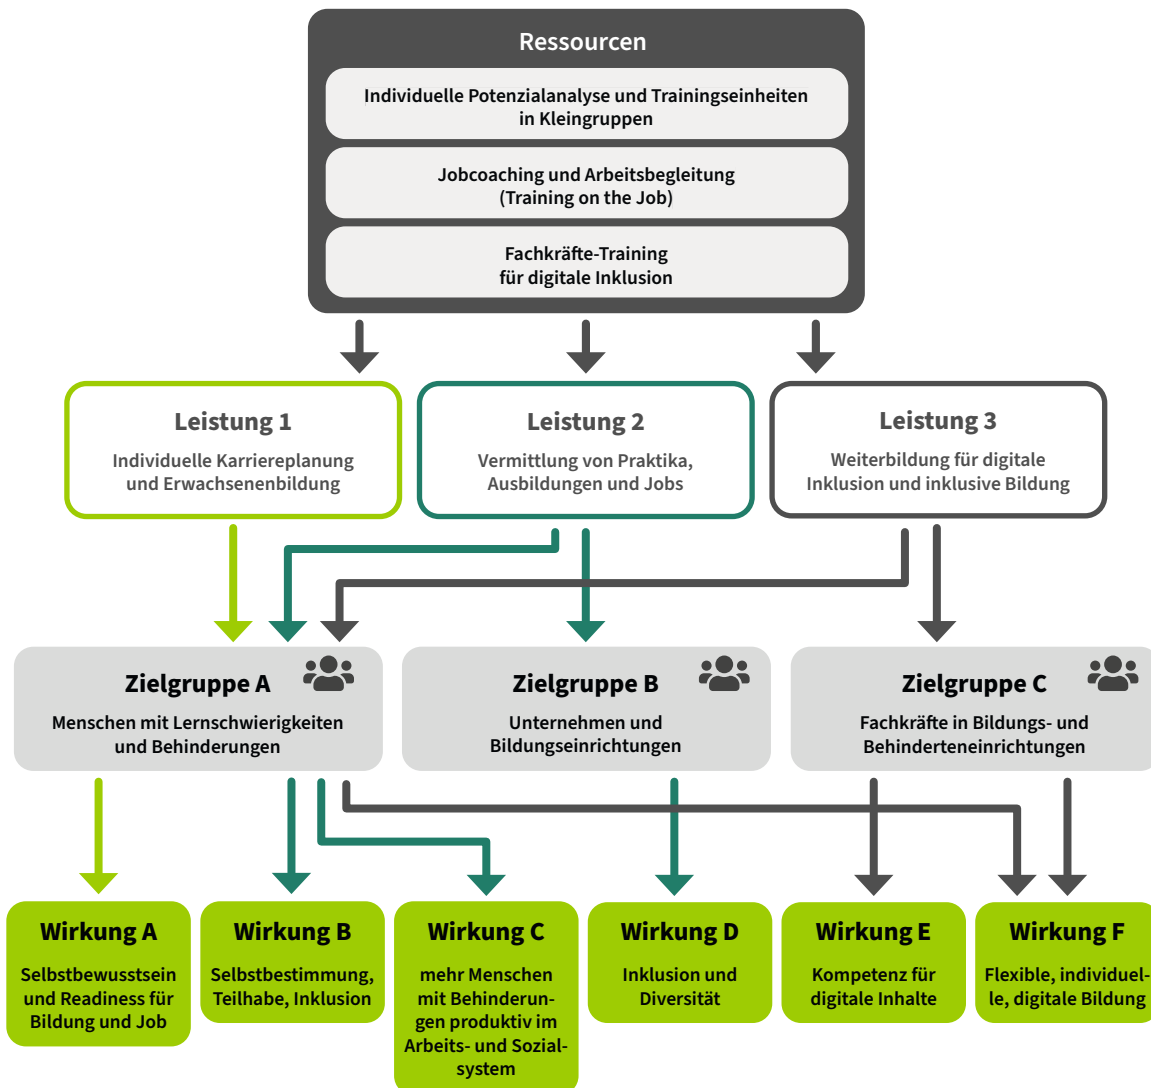 Ressourcen
Individuelle Potenzialanalyse und Trainingseinheiten
in Kleingruppen
Jobcoaching und Arbeitsbegleitung
(Training on the Job)
Fachkräfte-Training
für digitale Inklusion
Leistung 1
Individuelle Karriereplanung
und Erwachsenenbildung
Leistung 2
Vermittlung von Praktika,
Ausbildungen und Jobs
Leistung 3
Weiterbildung für digitale
Inklusion und inklusive Bildung
Zielgruppe A
Menschen mit Lernschwierigkeiten
und Behinderungen
Zielgruppe B
Unternehmen und
Bildungseinrichtungen
Zielgruppe C
Fachkräfte in Bildungs- und
Behinderteneinrichtungen
Wirkung A
Selbstbewusstsein
und Readiness für
Bildung und Job
Wirkung B
Selbstbestimmung,
Teilhabe, Inklusion
Wirkung C
mehr Menschen
mit Behinderun-
gen produktiv im
Arbeits- und Sozial-
system
Wirkung D
Inklusion und
Diversität
Wirkung E
Kompetenz für
digitale Inhalte
Wirkung F
Flexible, individuel-
le, digitale Bildung